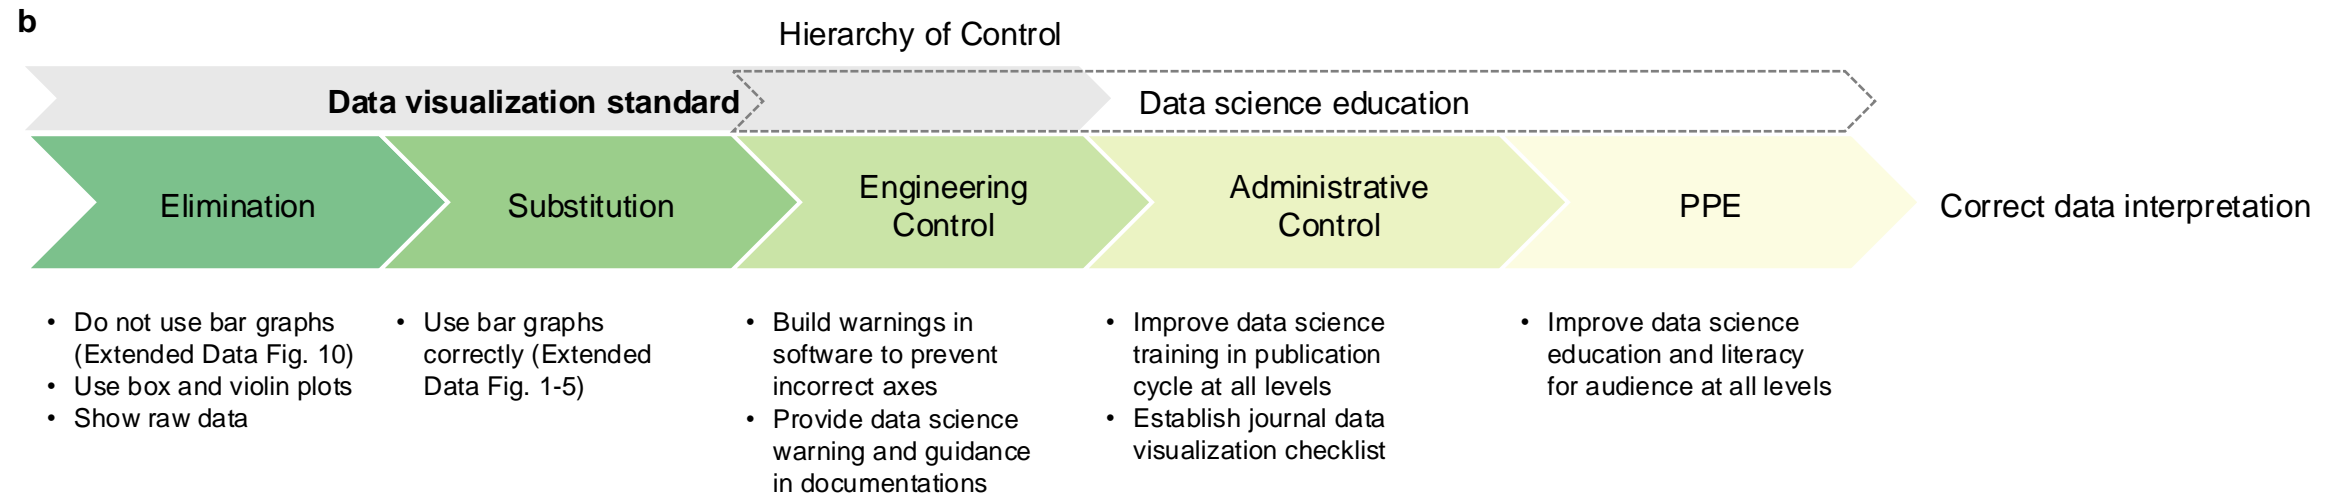 b
Hierarchy of Control
Data visualization standard
Data science education
Elimination
Substitution
Engineering
Control
Administrative
Control
PPE
Correct data interpretation
• Do not use bar graphs
(Extended Data Fig. 10)
• Use box and violin plots
• Show raw data
• Use bar graphs
correctly (Extended
Data Fig. 1-5)
• Build warnings in
software to prevent
incorrect axes
• Provide data science
warning and guidance
in documentations
• Improve data science
training in publication
cycle at all levels
• Establish journal data
visualization checklist
• Improve data science
education and literacy
for audience at all levels